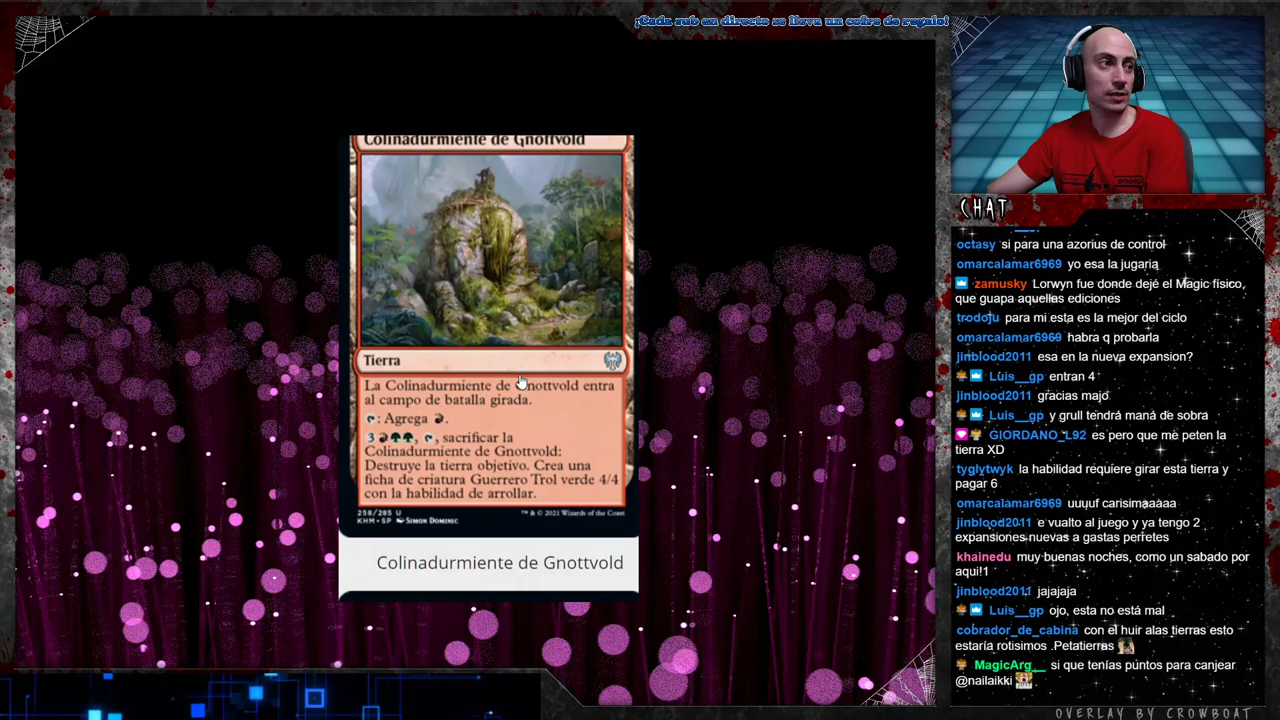 ¡Cada sub en directo se lleva un cofre de regalo!
Colinadurmiente de Gnottvold
Tierra
La Colinadurmiente de Gnottvold entra
al campo de batalla girada.
: Agrega .
3 , , sacrificar la
Colinadurmiente de Gnottvold:
Destruye la tierra objetivo. Crea una
ficha de criatura Guerrero Trol verde 4/4
con la habilidad de arrollar.
258/285 U
KHM • SP SIMON DOMINIC
™ & © 2021 Wizards of the Coast
Colinadurmiente de Gnottvold
CHAT
octasy si para una azorius de control
omarcalamar6969 yo esa la jugaria
zamusky Lorwyn fue donde dejé el Magic físico,
que guapa aquellas ediciones
trodoju para mi esta es la mejor del ciclo
omarcalamar6969 habra q probarla
jinblood2011 esa en la nueva expansion?
Luis__gp entran 4
jinblood2011 gracias majo
Luis__gp y grull tendrá maná de sobra
GIORDANO_L92 es pero que me peten la
tierra XD
tyglytwyk la habilidad requiere girar esta tierra y
pagar 6
omarcalamar6969 uuuuf carisimaaaaa
jinblood2011 e vuelto al juego y ya tengo 2
expansiones nuevas a gastas perretes
khainedu muy buenas noches, como un sabado por
aqui!1
jinblood2011 jajajaja
Luis__gp ojo, esta no está mal
cobrador_de_cabina con el huir alas tierras esto
estaría rotisimos .Petatierras
MagicArg__ si que tenías puntos para canjear
@nailaikki
OVERLAY BY CROWBOAT